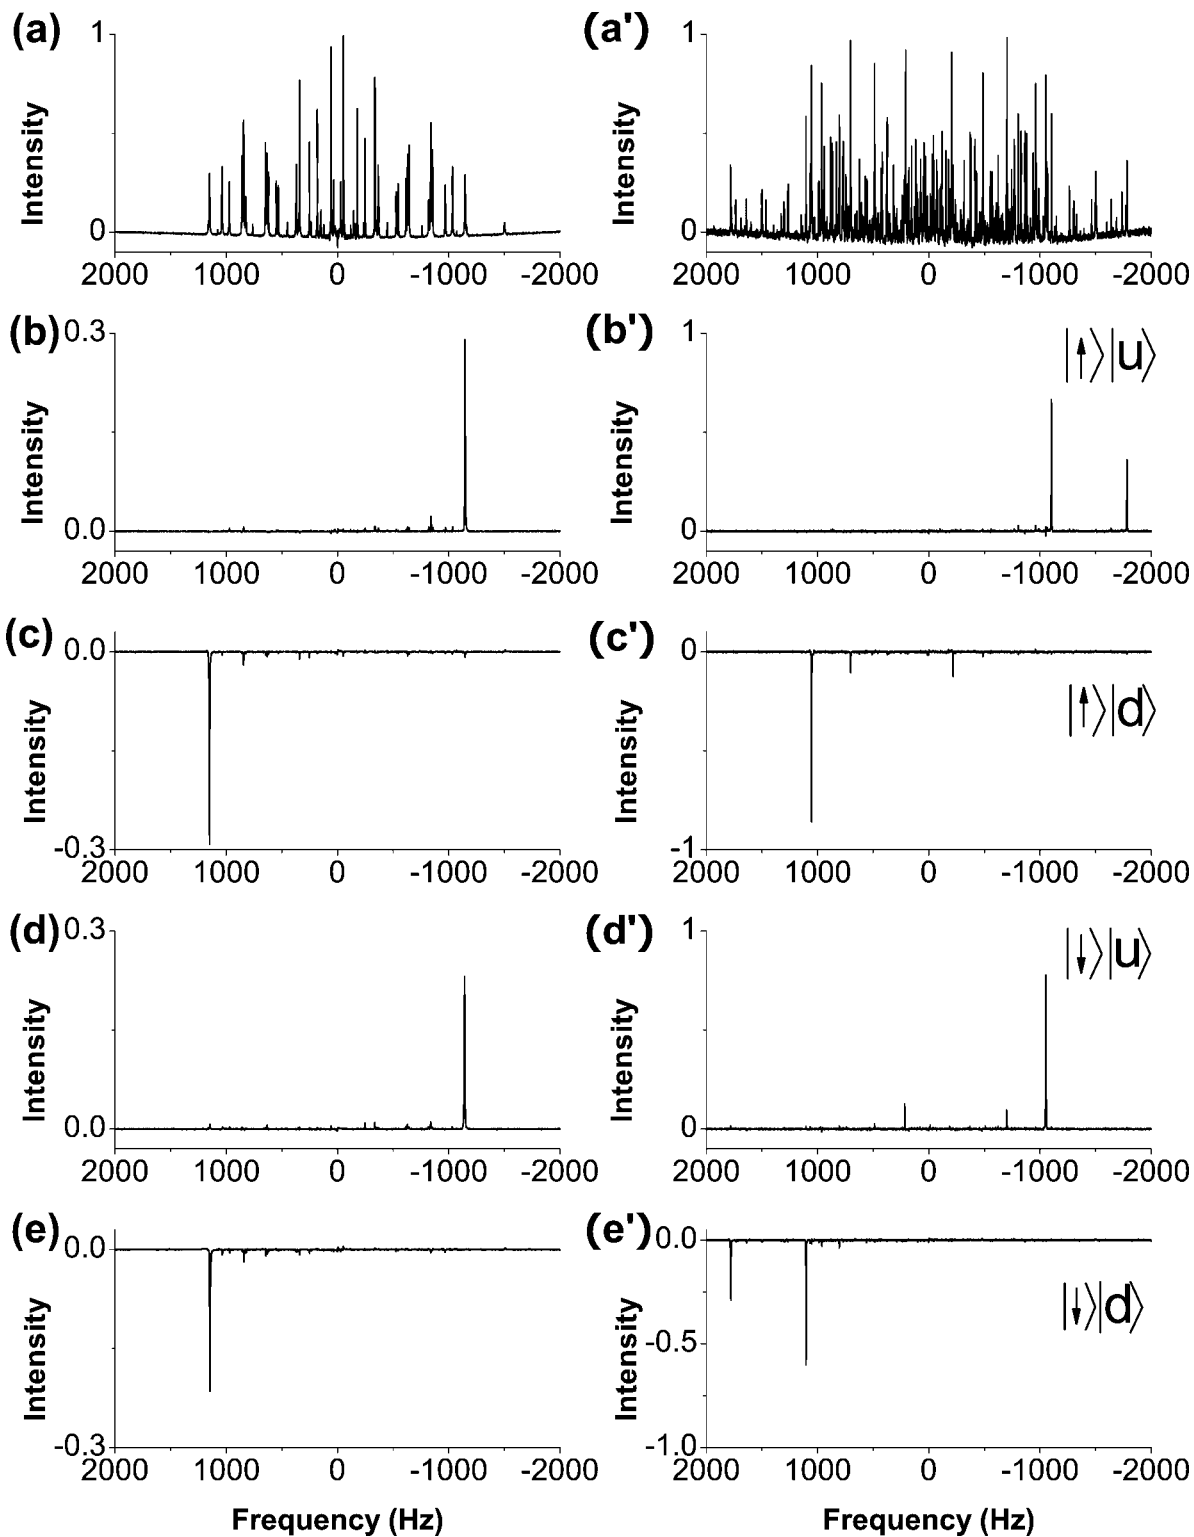 (a)
1
0
Intensity
2000 1000 0 -1000 -2000
(a')
1
0
Intensity
2000 1000 0 -1000 -2000
(b)
0.3
0.0
Intensity
2000 1000 0 -1000 -2000
(b')
1
0
Intensity
|↑⟩|u⟩
2000 1000 0 -1000 -2000
(c)
0.0
-0.3
Intensity
2000 1000 0 -1000 -2000
(c')
0
-1
Intensity
|↑⟩|d⟩
2000 1000 0 -1000 -2000
(d)
0.3
0.0
Intensity
2000 1000 0 -1000 -2000
(d')
1
0
Intensity
|↓⟩|u⟩
2000 1000 0 -1000 -2000
(e)
0.0
-0.3
Intensity
2000 1000 0 -1000 -2000
Frequency (Hz)
(e')
0.0
-0.5
-1.0
Intensity
|↓⟩|d⟩
2000 1000 0 -1000 -2000
Frequency (Hz)